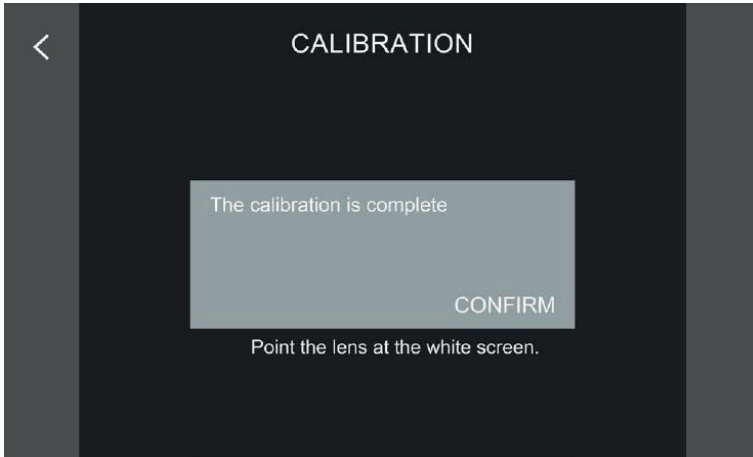 CALIBRATION
The calibration is complete
CONFIRM
Point the lens at the white screen.